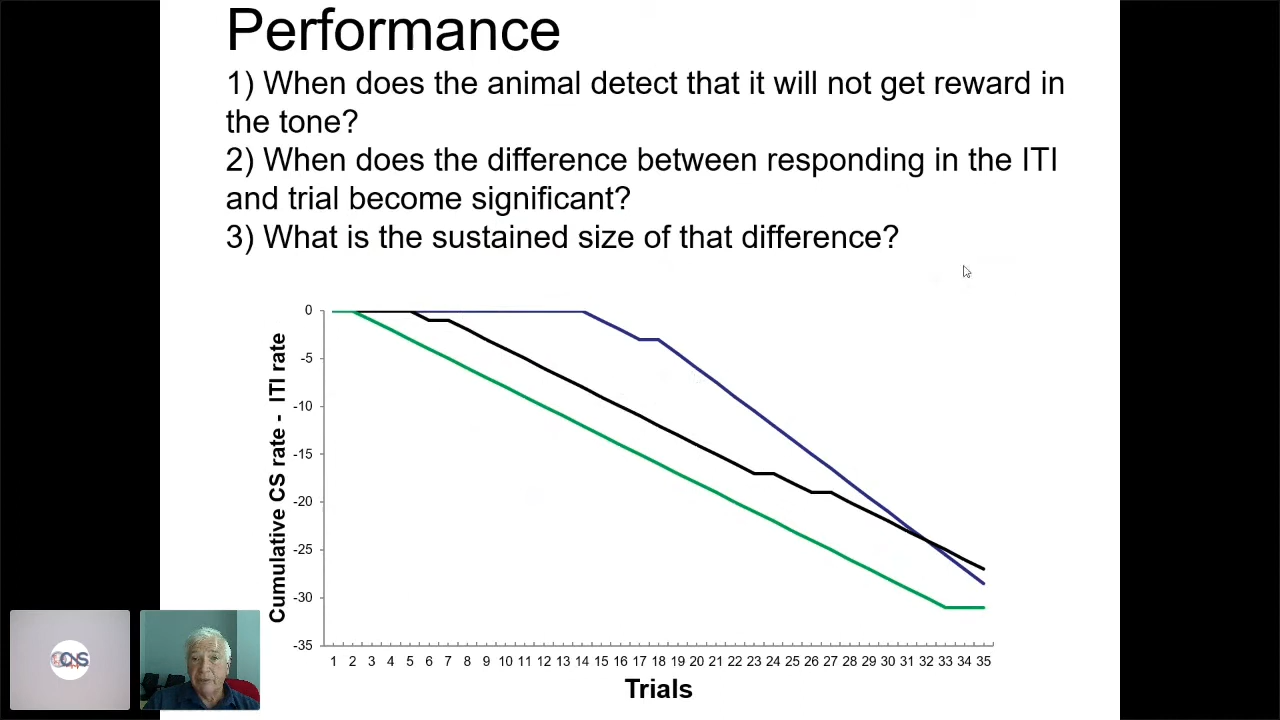 Performance
1) When does the animal detect that it will not get reward in
the tone?
2) When does the difference between responding in the ITI
and trial become significant?
3) What is the sustained size of that difference?
0
-5
-10
-15
-20
-25
-30
-35
Cumulative CS rate - ITI rate
1 2 3 4 5 6 7 8 9 10 11 12 13 14 15 16 17 18 19 20 21 22 23 24 25 26 27 28 29 30 31 32 33 34 35
Trials